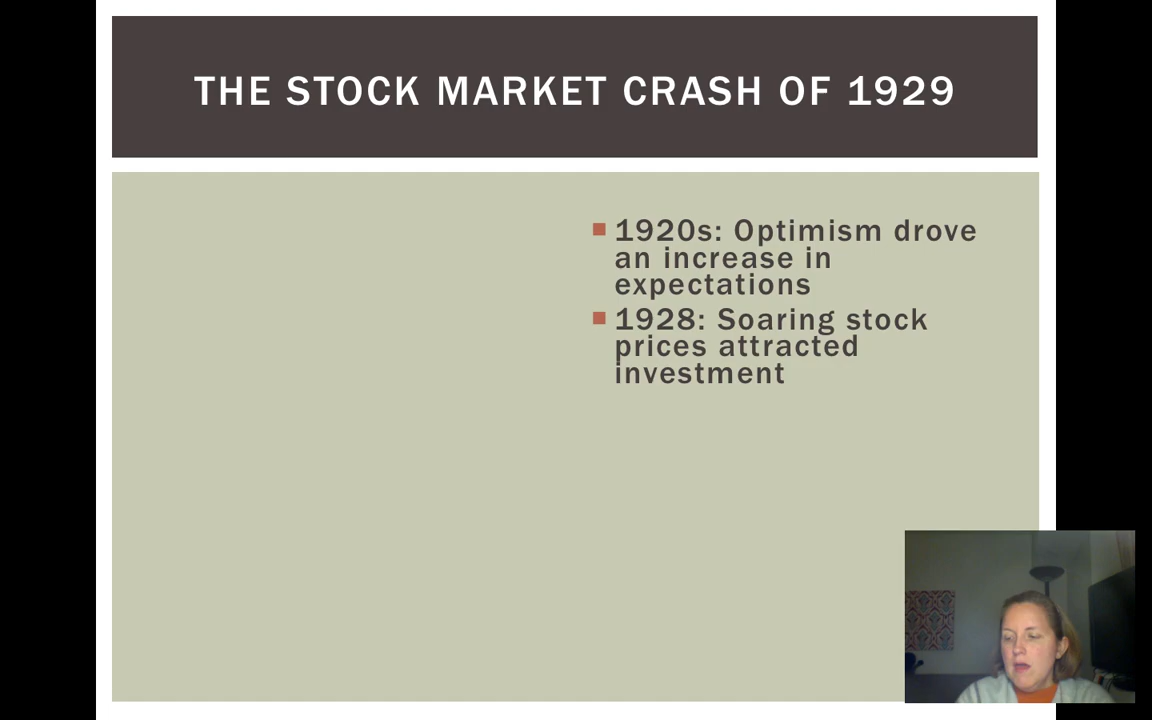 THE STOCK MARKET CRASH OF 1929
1920s: Optimism drove
an increase in
expectations
1928: Soaring stock
prices attracted
investment